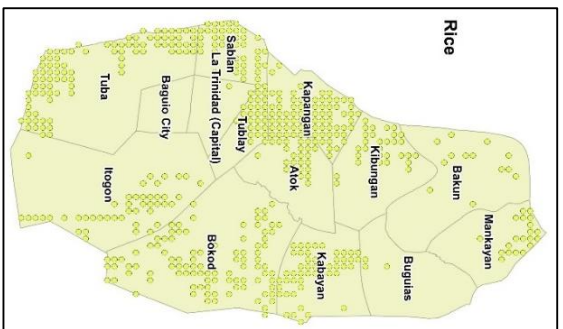 Rice
Mankayan
Bakun
Buguias
Kibungan
Kabayan
Kapangan
Atok
Bokod
Tublay
Sablan
La Trinidad (Capital)
Baguio City
Itogon
Tuba